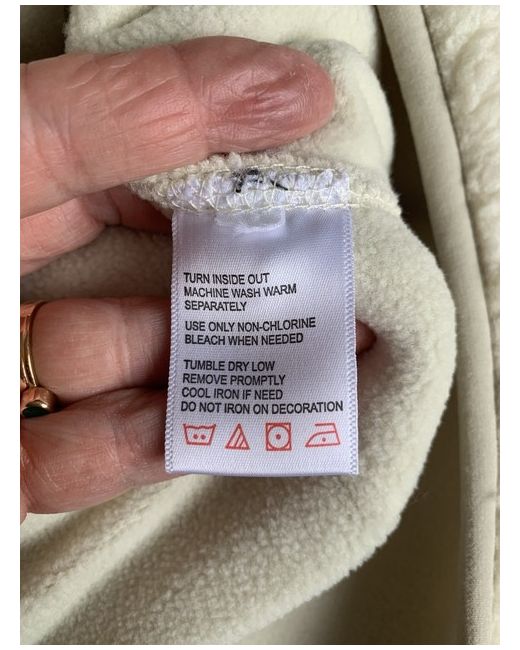 TURN INSIDE OUT
MACHINE WASH WARM
SEPARATELY
USE ONLY NON-CHLORINE
BLEACH WHEN NEEDED
TUMBLE DRY LOW
REMOVE PROMPTLY
COOL IRON IF NEED
DO NOT IRON ON DECORATION